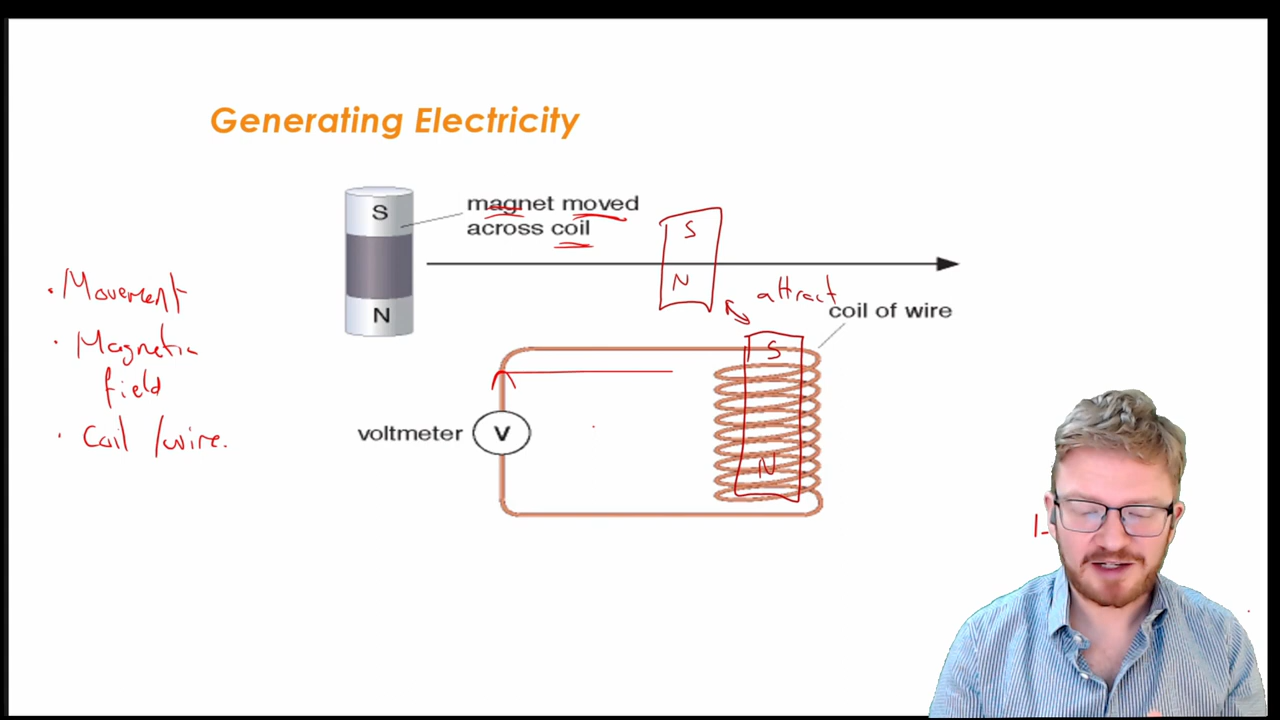 Generating Electricity
S
N
magnet moved
across coil
S
N
attract
coil of wire
• Movement
• Magnetic
field
• Coil /wire.
voltmeter
V
S
N